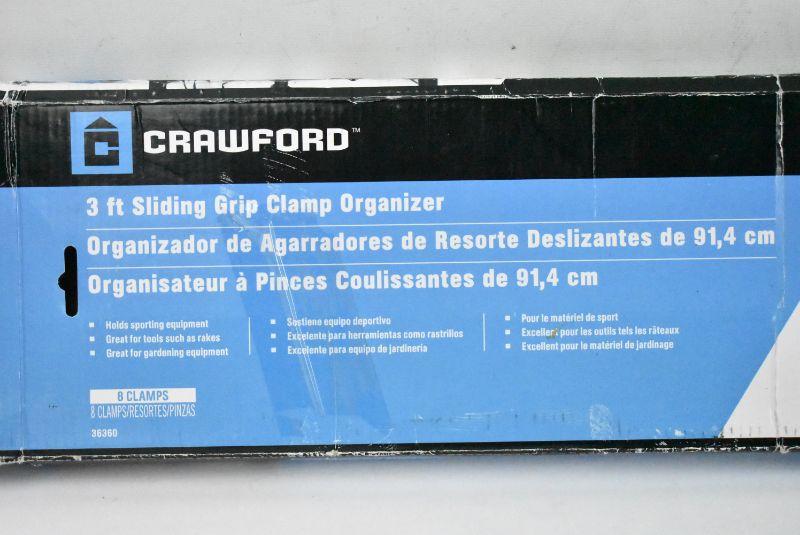 C CRAWFORD™
3 ft Sliding Grip Clamp Organizer
Organizador de Agarradores de Resorte Deslizantes de 91,4 cm
Organisateur à Pinces Coulissantes de 91,4 cm
▪ Holds sporting equipment
▪ Great for tools such as rakes
▪ Great for gardening equipment
▪ Sostiene equipo deportivo
▪ Excelente para herramientas como rastrillos
▪ Excelente para equipo de jardinería
▪ Pour le matériel de sport
▪ Excellent pour les outils tels les râteaux
▪ Excellent pour le matériel de jardinage
8 CLAMPS
8 CLAMPS/RESORTES/PINZAS
36360